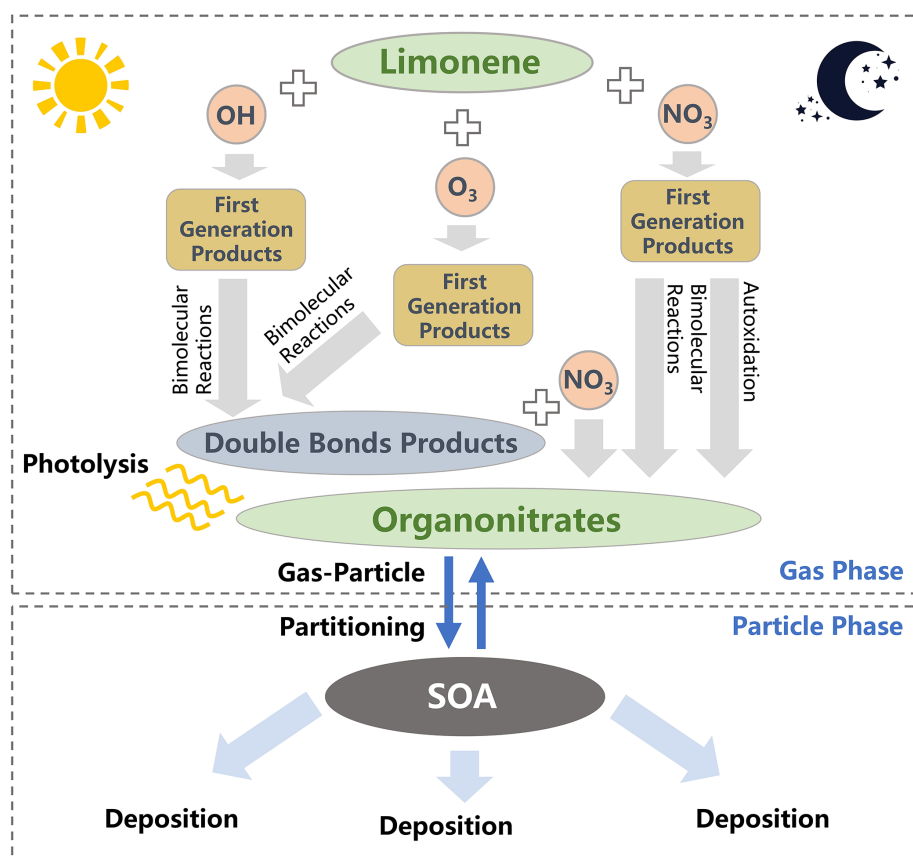 Limonene
OH
NO₃
O₃
First
Generation
Products
First
Generation
Products
First
Generation
Products
Bimolecular
Reactions
Bimolecular
Reactions
Bimolecular
Reactions
Autoxidation
NO₃
Double Bonds Products
Photolysis
Organonitrates
Gas-Particle
Gas Phase
Partitioning
Particle Phase
SOA
Deposition
Deposition
Deposition